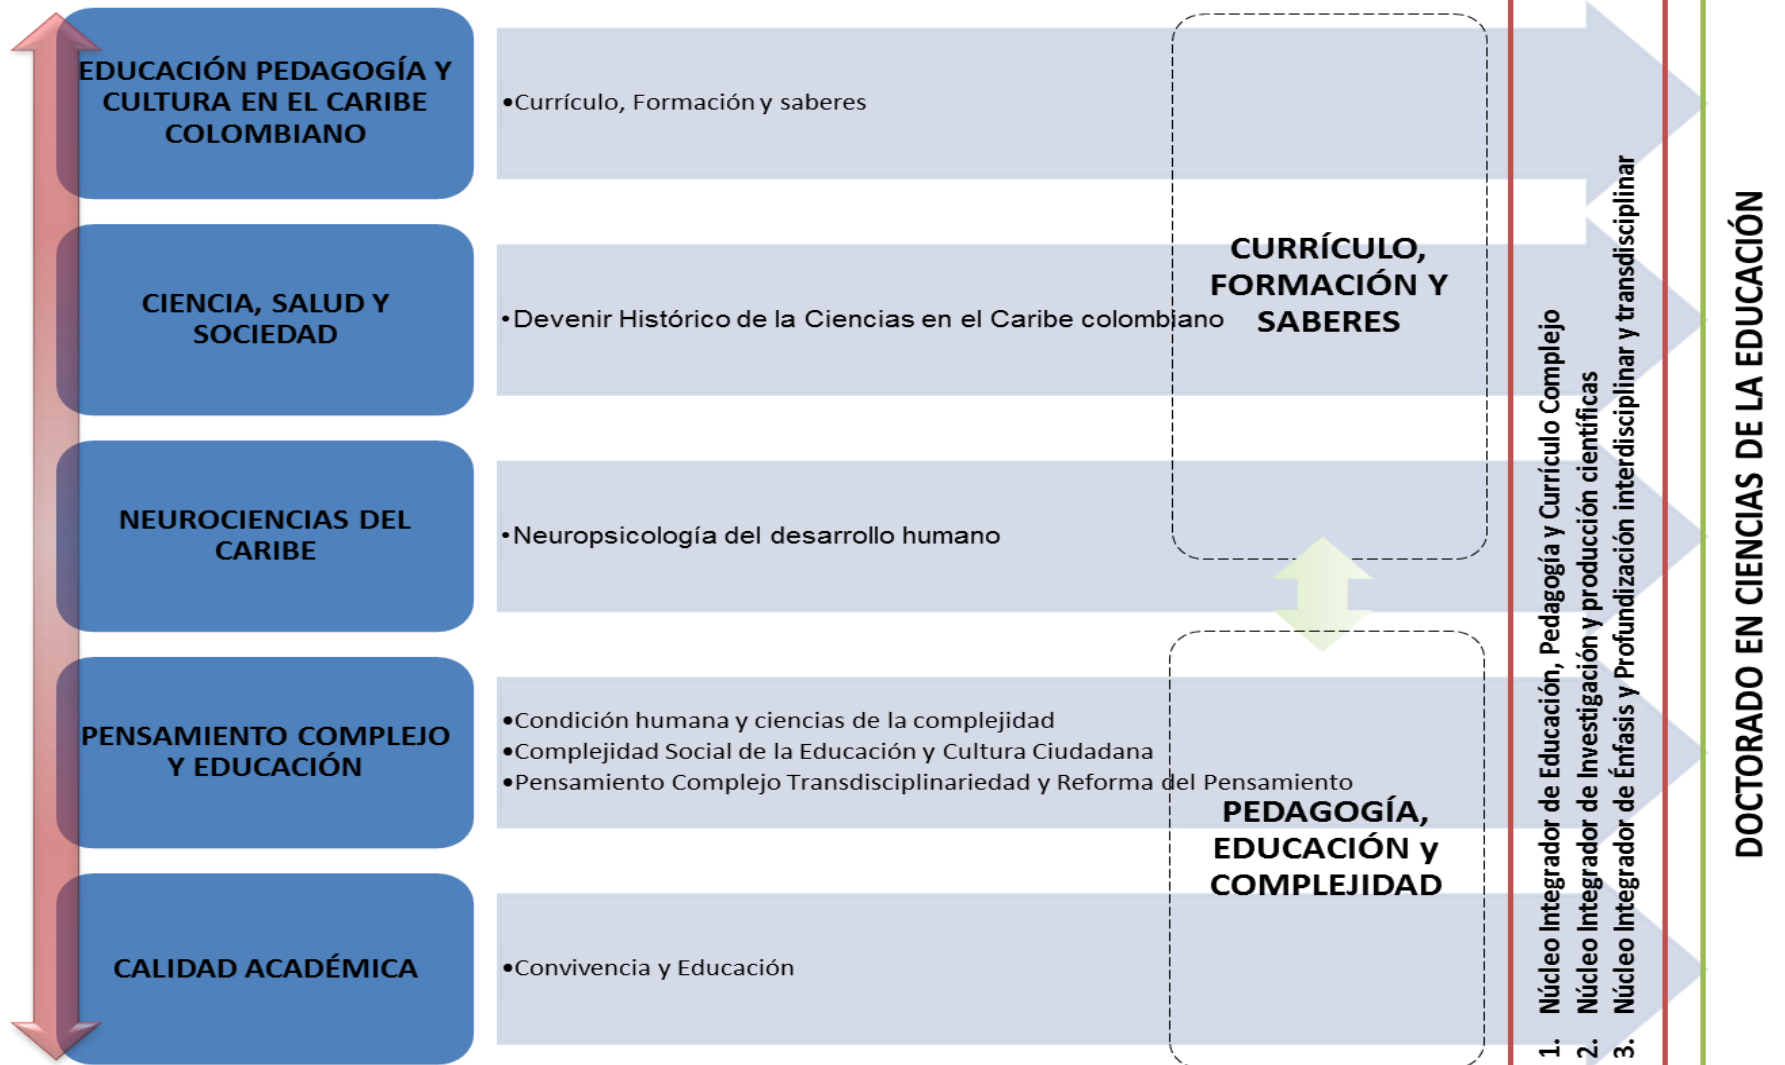 EDUCACIÓN PEDAGOGÍA Y
CULTURA EN EL CARIBE
COLOMBIANO
•Currículo, Formación y saberes
CIENCIA, SALUD Y
SOCIEDAD
•Devenir Histórico de la Ciencias en el Caribe colombiano
NEUROCIENCIAS DEL
CARIBE
•Neuropsicología del desarrollo humano
PENSAMIENTO COMPLEJO
Y EDUCACIÓN
•Condición humana y ciencias de la complejidad
•Complejidad Social de la Educación y Cultura Ciudadana
•Pensamiento Complejo Transdisciplinariedad y Reforma del Pensamiento
CALIDAD ACADÉMICA
•Convivencia y Educación
CURRÍCULO,
FORMACIÓN Y
SABERES
PEDAGOGÍA,
EDUCACIÓN y
COMPLEJIDAD
1. Núcleo Integrador de Educación, Pedagogía y Currículo Complejo
2. Núcleo Integrador de Investigación y producción científicas
3. Núcleo Integrador de Énfasis y Profundización interdisciplinar y transdisciplinar
DOCTORADO EN CIENCIAS DE LA EDUCACIÓN